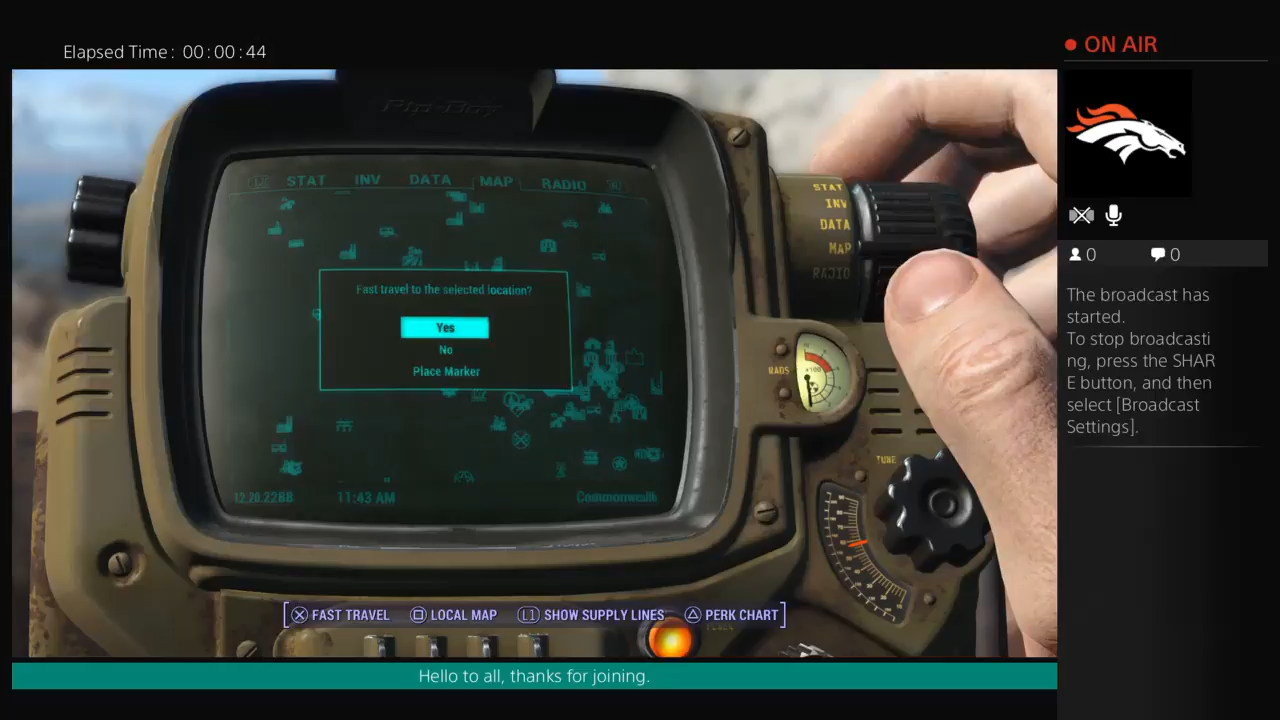 Elapsed Time: 00:00:44
ON AIR
Pip-Boy
STAT INV DATA MAP RADIO
STAT
INV
DATA
MAP
RADIO
Fast travel to the selected location?
Yes
No
Place Marker
RADS
x100
TUNE
12.20.2288 11:43 AM Commonwealth
FAST TRAVEL LOCAL MAP L1 SHOW SUPPLY LINES PERK CHART
Hello to all, thanks for joining.
0 0
The broadcast has
started.
To stop broadcasti
ng, press the SHAR
E button, and then
select [Broadcast
Settings].